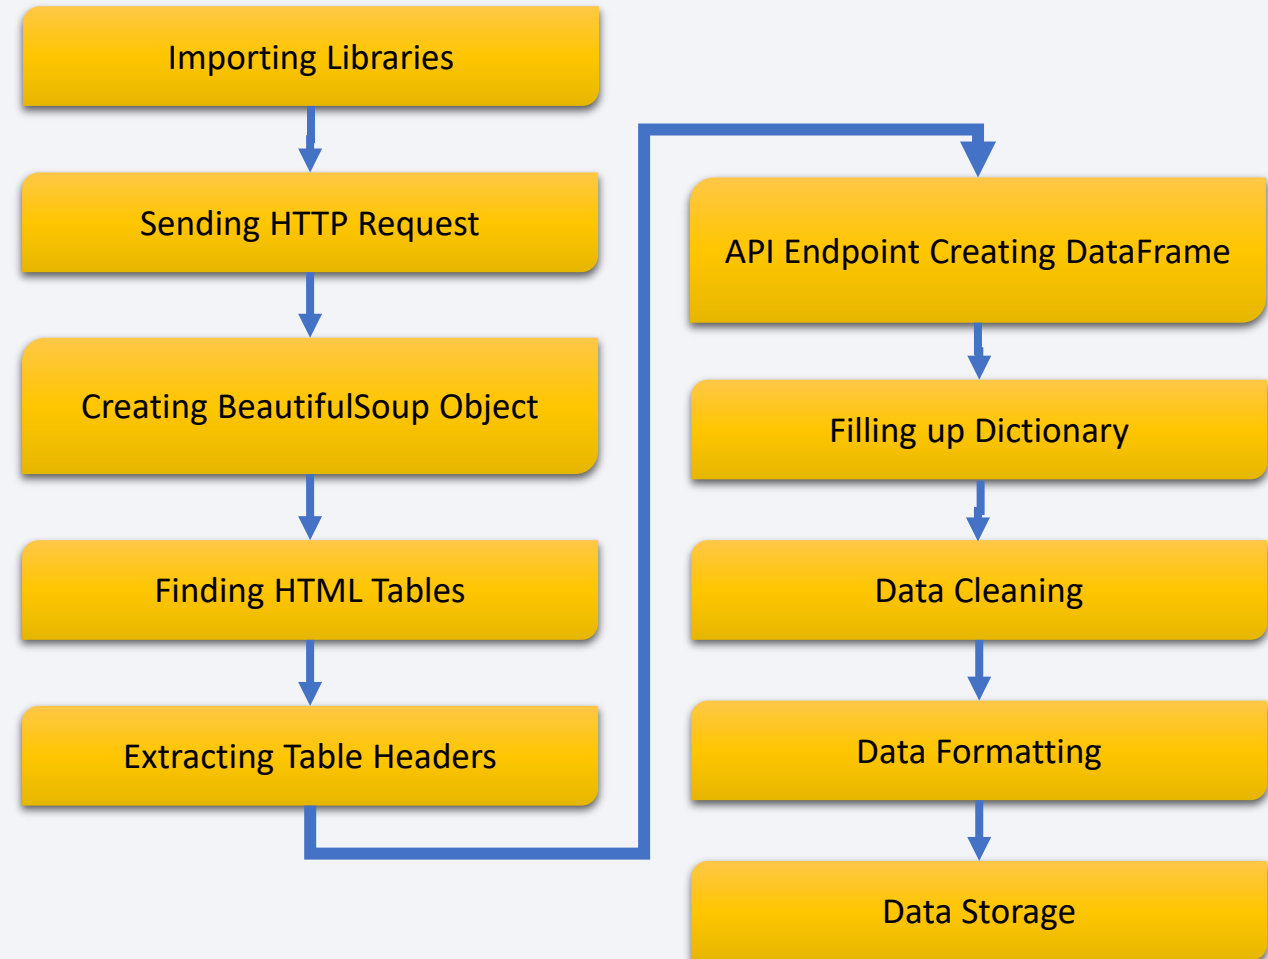 Importing Libraries
Sending HTTP Request
Creating BeautifulSoup Object
Finding HTML Tables
Extracting Table Headers
API Endpoint Creating DataFrame
Filling up Dictionary
Data Cleaning
Data Formatting
Data Storage